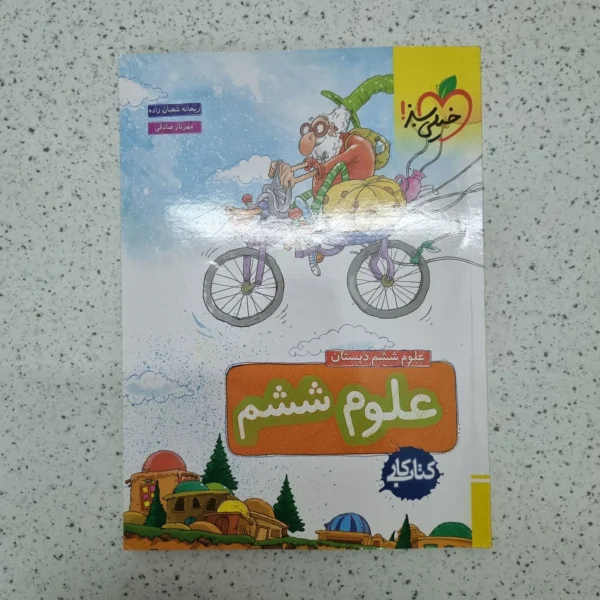 خیلی سبز!
ریحانه شعبان زاده
مهرناز صادقی
علوم ششم دبستان
علوم ششم
کتاب کار